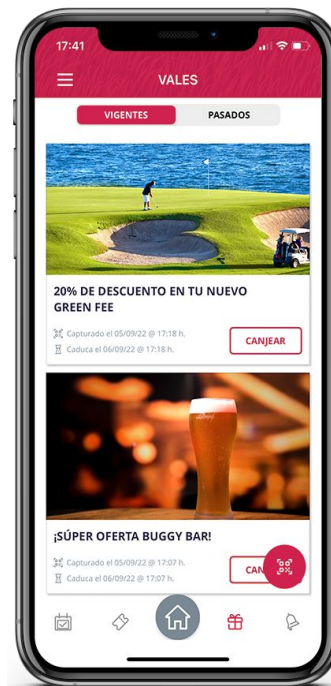 17:41
VALES
VIGENTES PASADOS
20% DE DESCUENTO EN TU NUEVO
GREEN FEE
Capturado el 05/09/22 @ 17:18 h.
Caduca el 06/09/22 @ 17:18 h.
CANJEAR
¡SÚPER OFERTA BUGGY BAR!
Capturado el 05/09/22 @ 17:07 h.
Caduca el 06/09/22 @ 17:07 h.